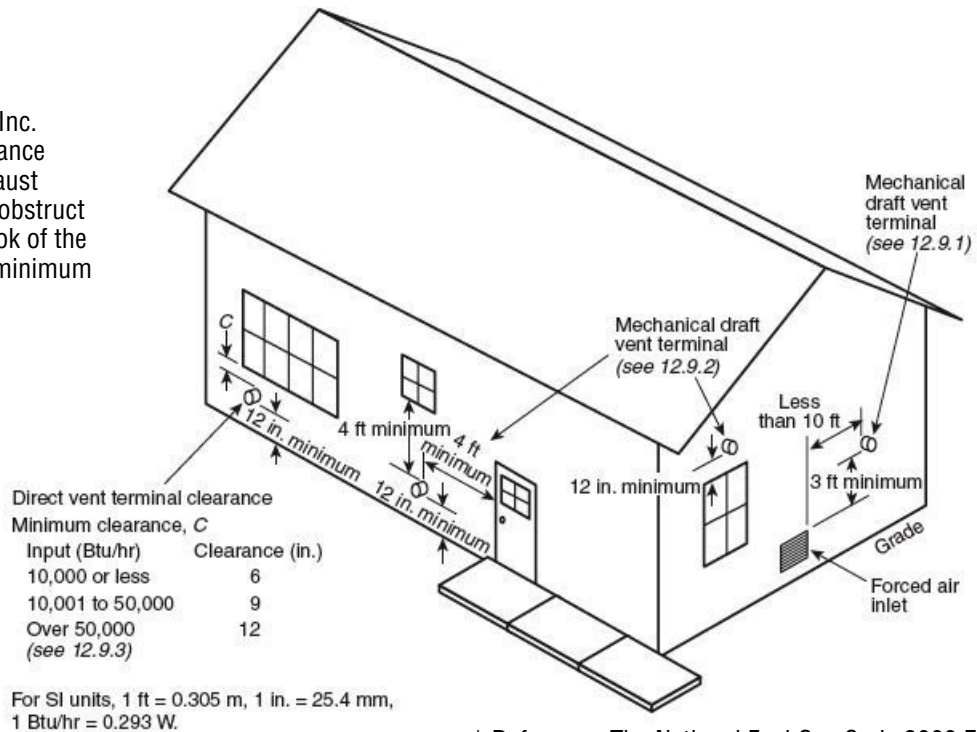 Inc.
ance
aust
obstruct
ok of the
minimum
Mechanical
draft vent
terminal
(see 12.9.1)
Mechanical draft
vent terminal
(see 12.9.2)
Less
than 10 ft
C
12 in. minimum
4 ft minimum
4 ft
minimum
12 in. minimum
12 in. minimum
3 ft minimum
Grade
Forced air
inlet
Direct vent terminal clearance
Minimum clearance, C
Input (Btu/hr) Clearance (in.)
10,000 or less 6
10,001 to 50,000 9
Over 50,000 12
(see 12.9.3)
For SI units, 1 ft = 0.305 m, 1 in. = 25.4 mm,
1 Btu/hr = 0.293 W.